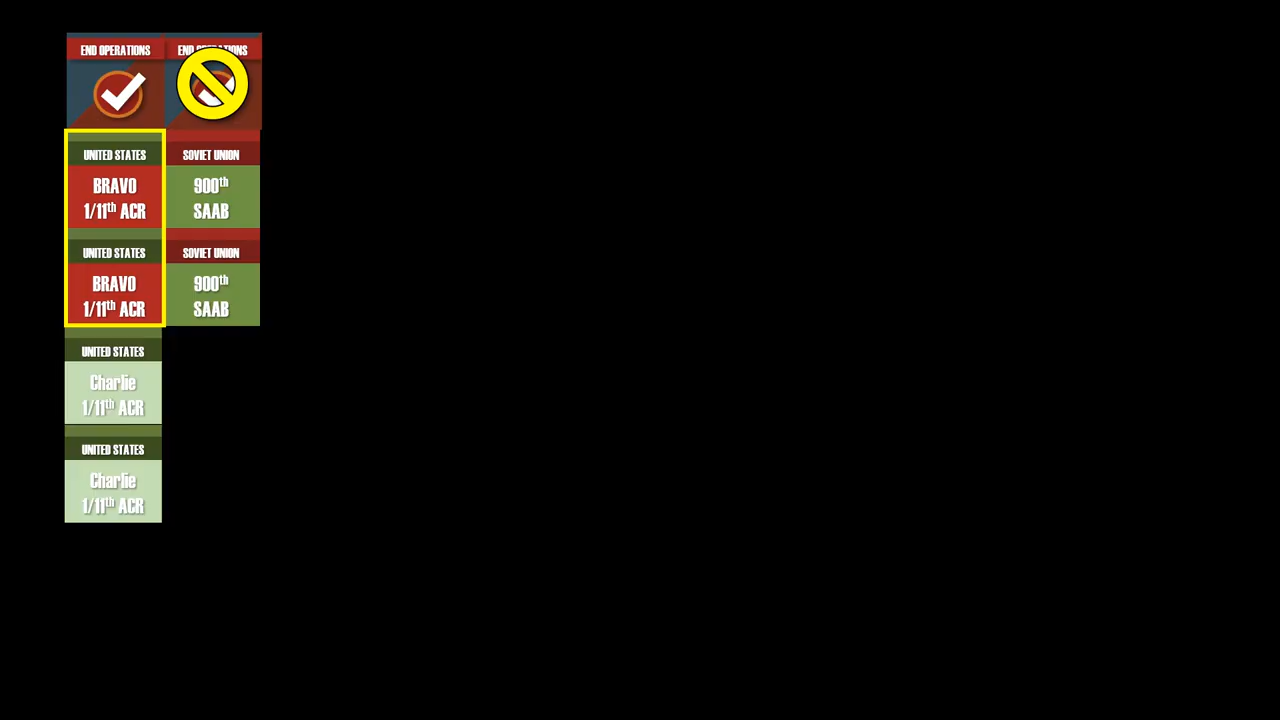 END OPERATIONS
END OPERATIONS
UNITED STATES
BRAVO
1/11th ACR
SOVIET UNION
900th
SAAB
UNITED STATES
BRAVO
1/11th ACR
SOVIET UNION
900th
SAAB
UNITED STATES
Charlie
1/11th ACR
UNITED STATES
Charlie
1/11th ACR